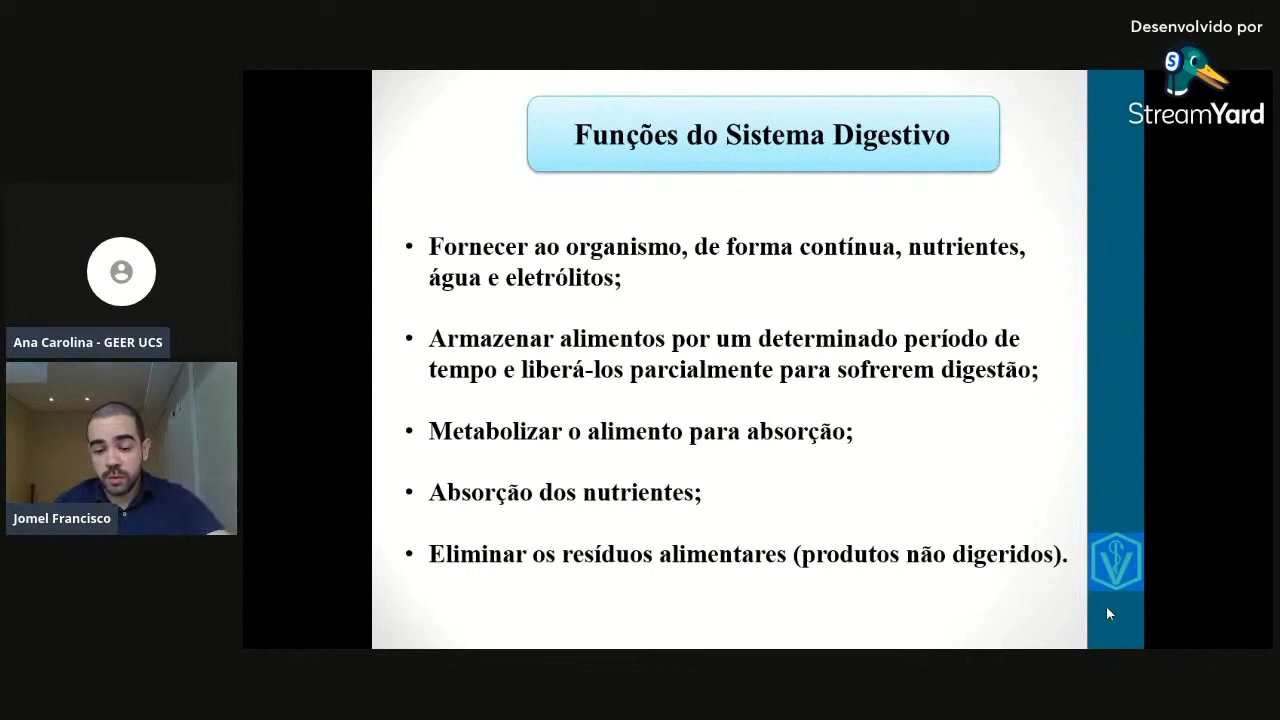 Desenvolvido por
StreamYard
Funções do Sistema Digestivo
• Fornecer ao organismo, de forma contínua, nutrientes,
água e eletrólitos;
• Armazenar alimentos por um determinado período de
tempo e liberá-los parcialmente para sofrerem digestão;
• Metabolizar o alimento para absorção;
• Absorção dos nutrientes;
• Eliminar os resíduos alimentares (produtos não digeridos).
Ana Carolina - GEER UCS
Jomel Francisco